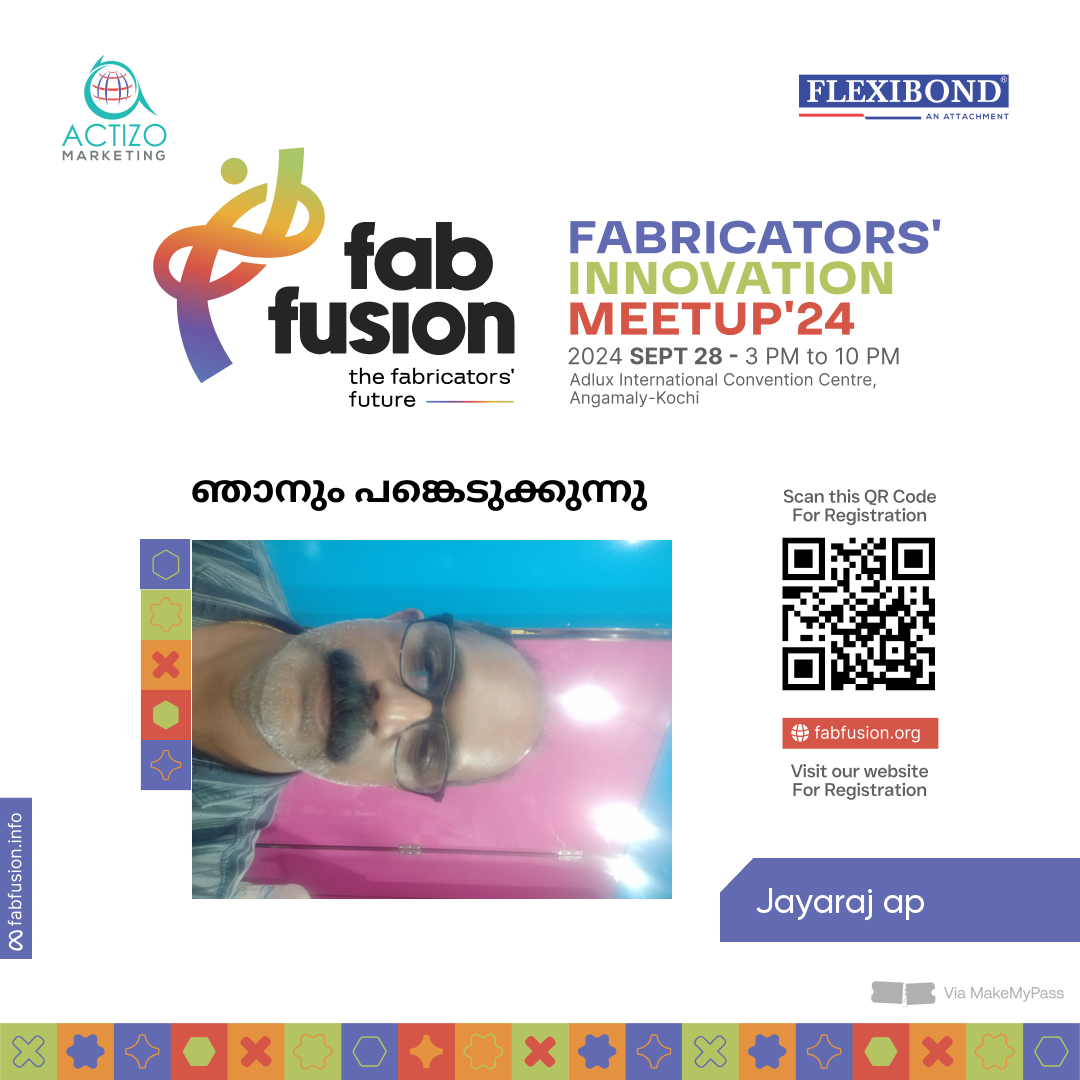 ACTIZO
MARKETING
FLEXIBOND®
AN ATTACHMENT
fab
fusion
the fabricators'
future
FABRICATORS'
INNOVATION
MEETUP'24
2024 SEPT 28 - 3 PM to 10 PM
Adlux International Convention Centre,
Angamaly-Kochi
ഞാനും പങ്കെടുക്കുന്നു
Scan this QR Code
For Registration
fabfusion.org
Visit our website
For Registration
fabfusion.info
Jayaraj ap
Via MakeMyPass